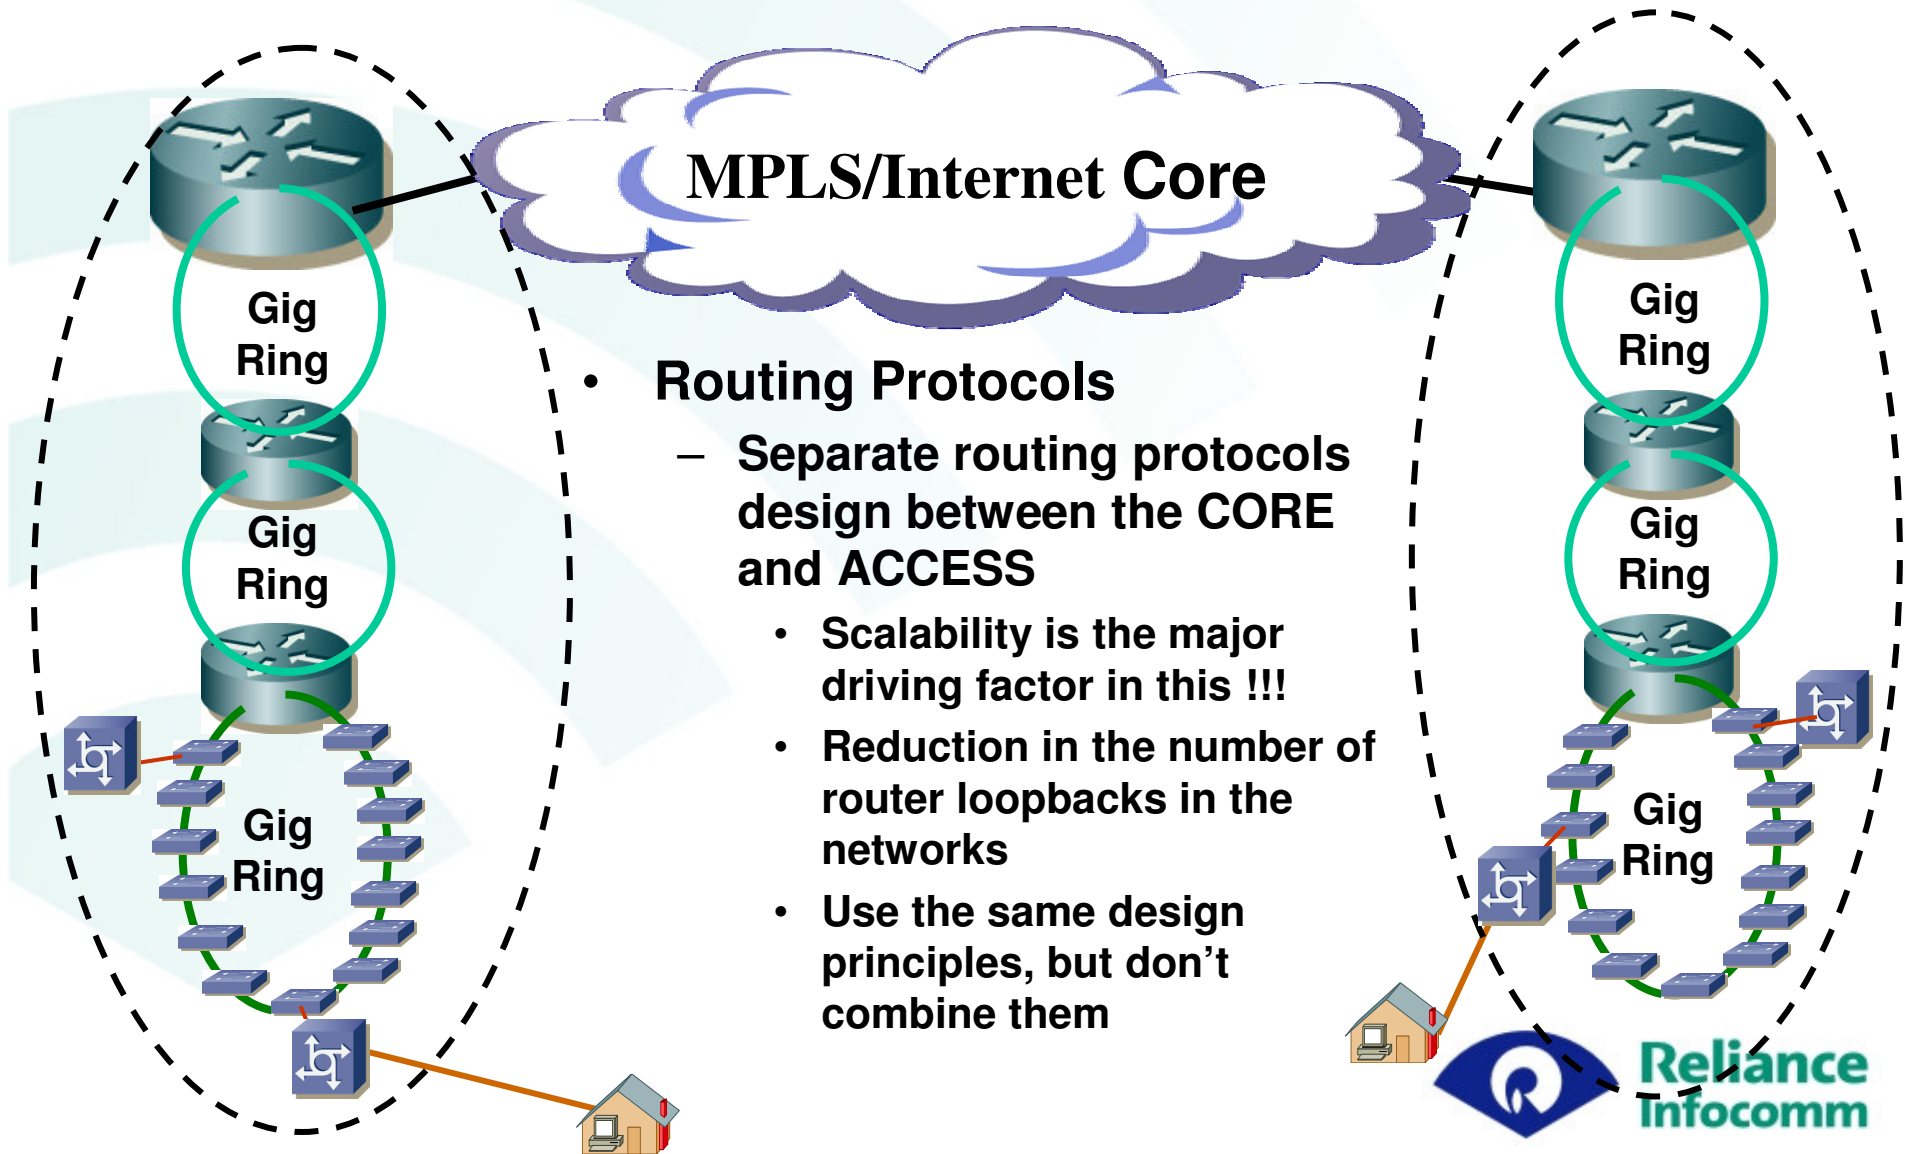 MPLS/Internet Core
Gig
Ring
Gig
Ring
Gig
Ring
• Routing Protocols
– Separate routing protocols
design between the CORE
and ACCESS
• Scalability is the major
driving factor in this !!!
• Reduction in the number of
router loopbacks in the
networks
• Use the same design
principles, but don't
combine them
Gig
Ring
Gig
Ring
Gig
Ring
Reliance
Infocomm